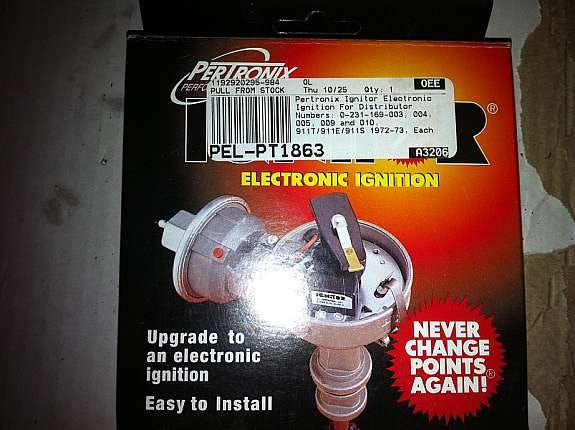 PERTRONIX
1192920295-984 0L OEE
PULL FROM STOCK Thu 10/25 Qty: 1
Pertronix Ignitor Electronic
Ignition For Distributor
Numbers: 0-231-169-003, 004,
005, 009 and 010.
911T/911E/911S 1972-73, Each
PEL-PT1863 A3206
R®
ELECTRONIC IGNITION
IGNITOR
Upgrade to
an electronic
ignition
Easy to Install
NEVER
CHANGE
POINTS
AGAIN!®